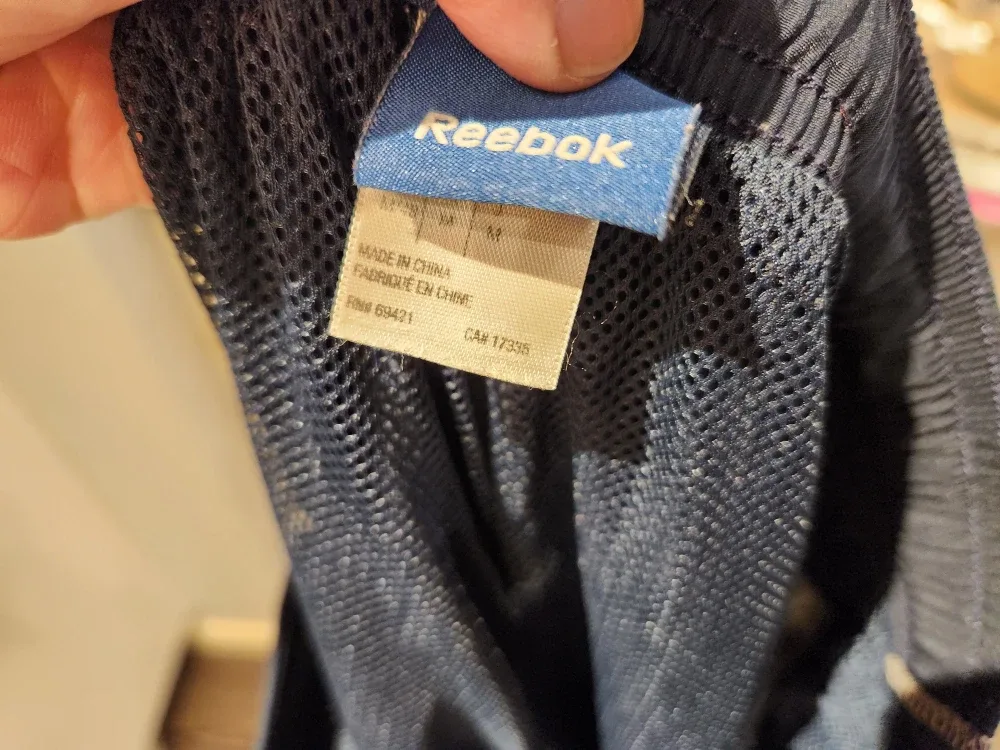 Reebok
M M
MADE IN CHINA
FABRIQUÉ EN CHINE
RN# 69421 CA# 17335